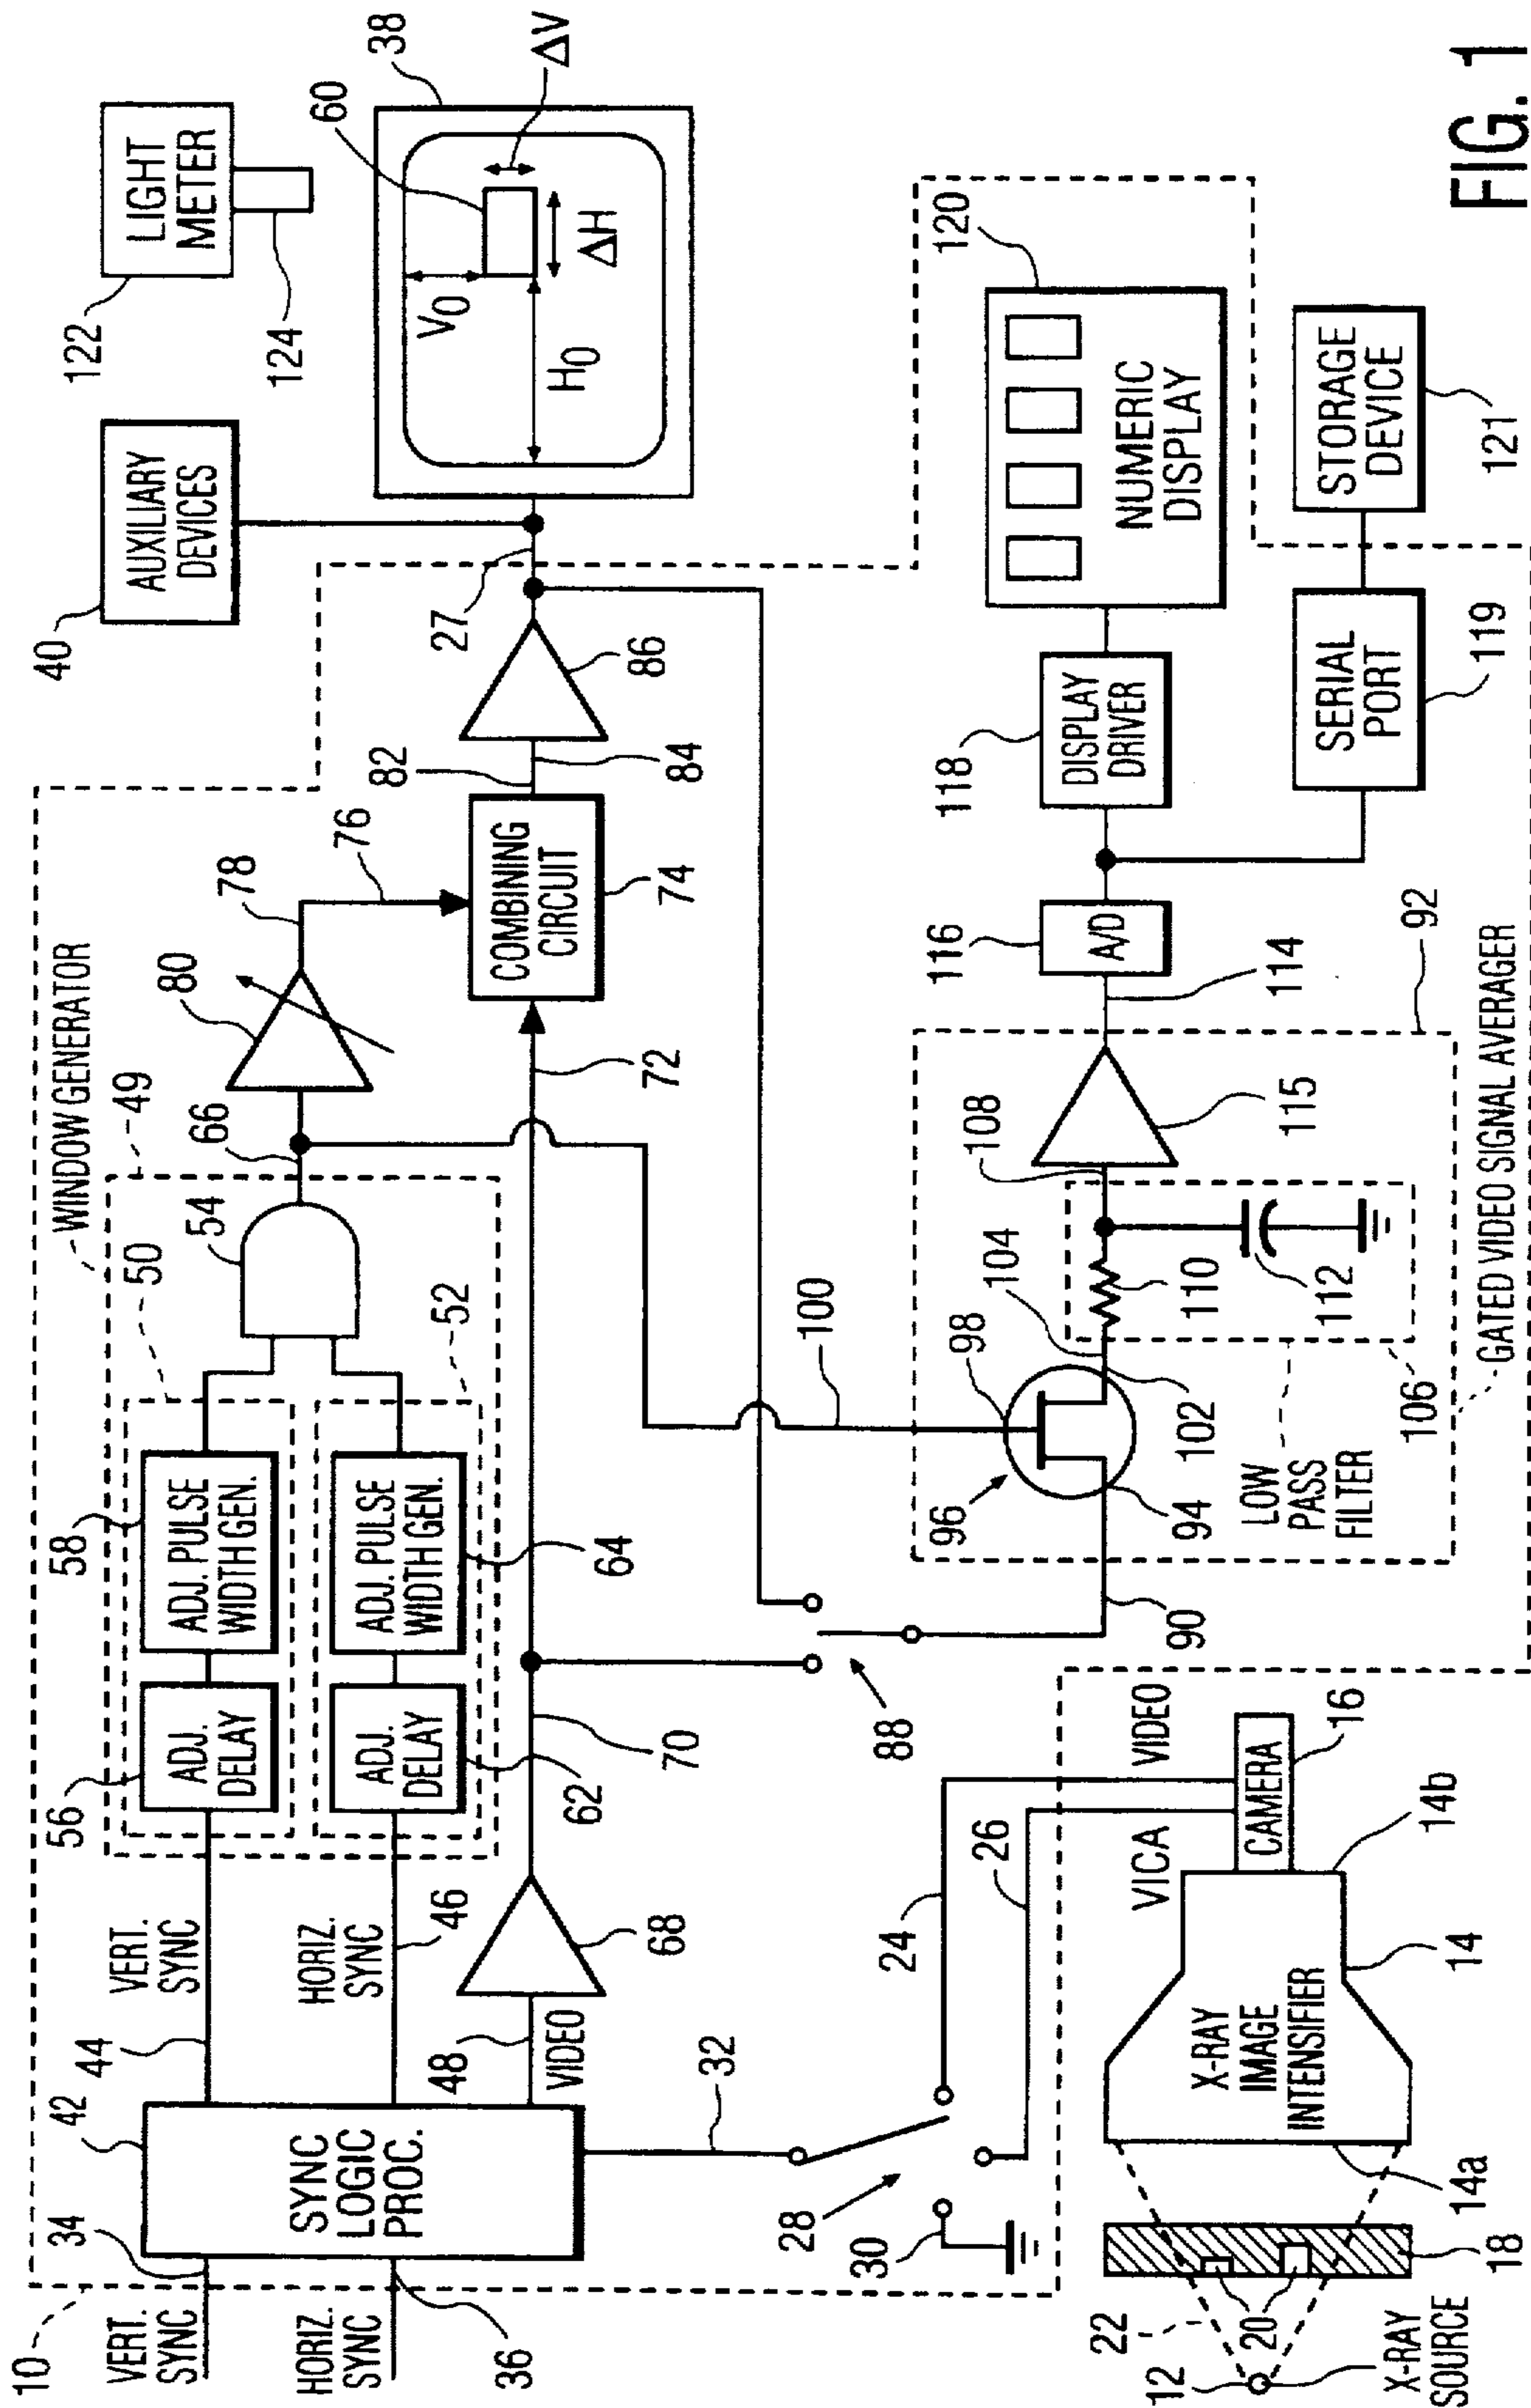 10
VERT.
SYNC
34
HORIZ.
SYNC
36
42
SYNC
LOGIC
PROC.
44
VERT.
SYNC
HORIZ.
SYNC
46
48
VIDEO
68
WINDOW GENERATOR
49
50
56
ADJ.
DELAY
58
ADJ. PULSE
WIDTH GEN.
52
62
ADJ.
DELAY
64
ADJ. PULSE
WIDTH GEN.
54
66
70
72
80
78
76
COMBINING
CIRCUIT
74
82
84
86
27
40
AUXILIARY
DEVICES
122
LIGHT
METER
124
38
60
V0
H0
ΔH
ΔV
32
28
30
24
26
88
90
100
96
98
94
102
104
LOW
PASS
FILTER
106
110
112
108
115
92
GATED VIDEO SIGNAL AVERAGER
114
116
A/D
118
DISPLAY
DRIVER
120
NUMERIC
DISPLAY
SERIAL
PORT
119
STORAGE
DEVICE
121
12
X-RAY
SOURCE
22
20
18
14a
X-RAY
IMAGE
INTENSIFIER
14
14b
VICA
VIDEO
CAMERA
16
FIG. 1